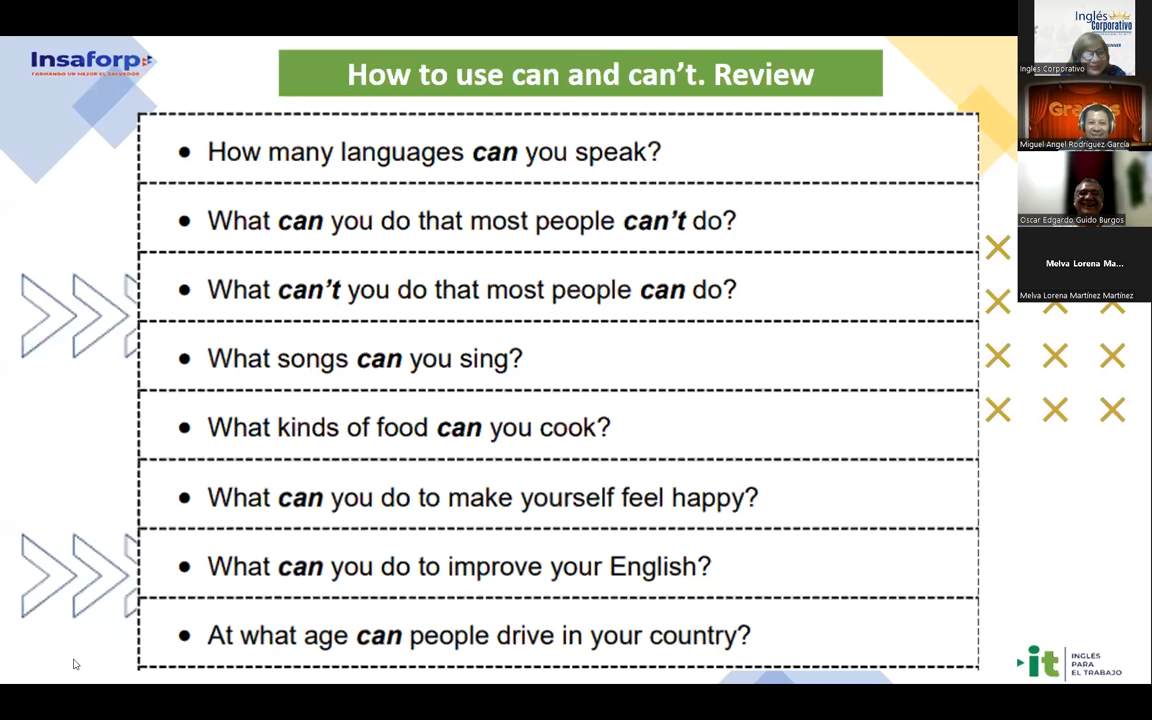 Insaforp
FORMANDO UN MEJOR EL SALVADOR
How to use can and can't. Review
• How many languages can you speak?
• What can you do that most people can't do?
• What can't you do that most people can do?
• What songs can you sing?
• What kinds of food can you cook?
• What can you do to make yourself feel happy?
• What can you do to improve your English?
• At what age can people drive in your country?
Inglés
Corporativo
Inglés Corporativo
Miguel Angel Rodríguez García
Oscar Edgardo Guido Burgos
Melva Lorena Ma...
Melva Lorena Martínez Martínez
it
INGLÉS
PARA
EL TRABAJO